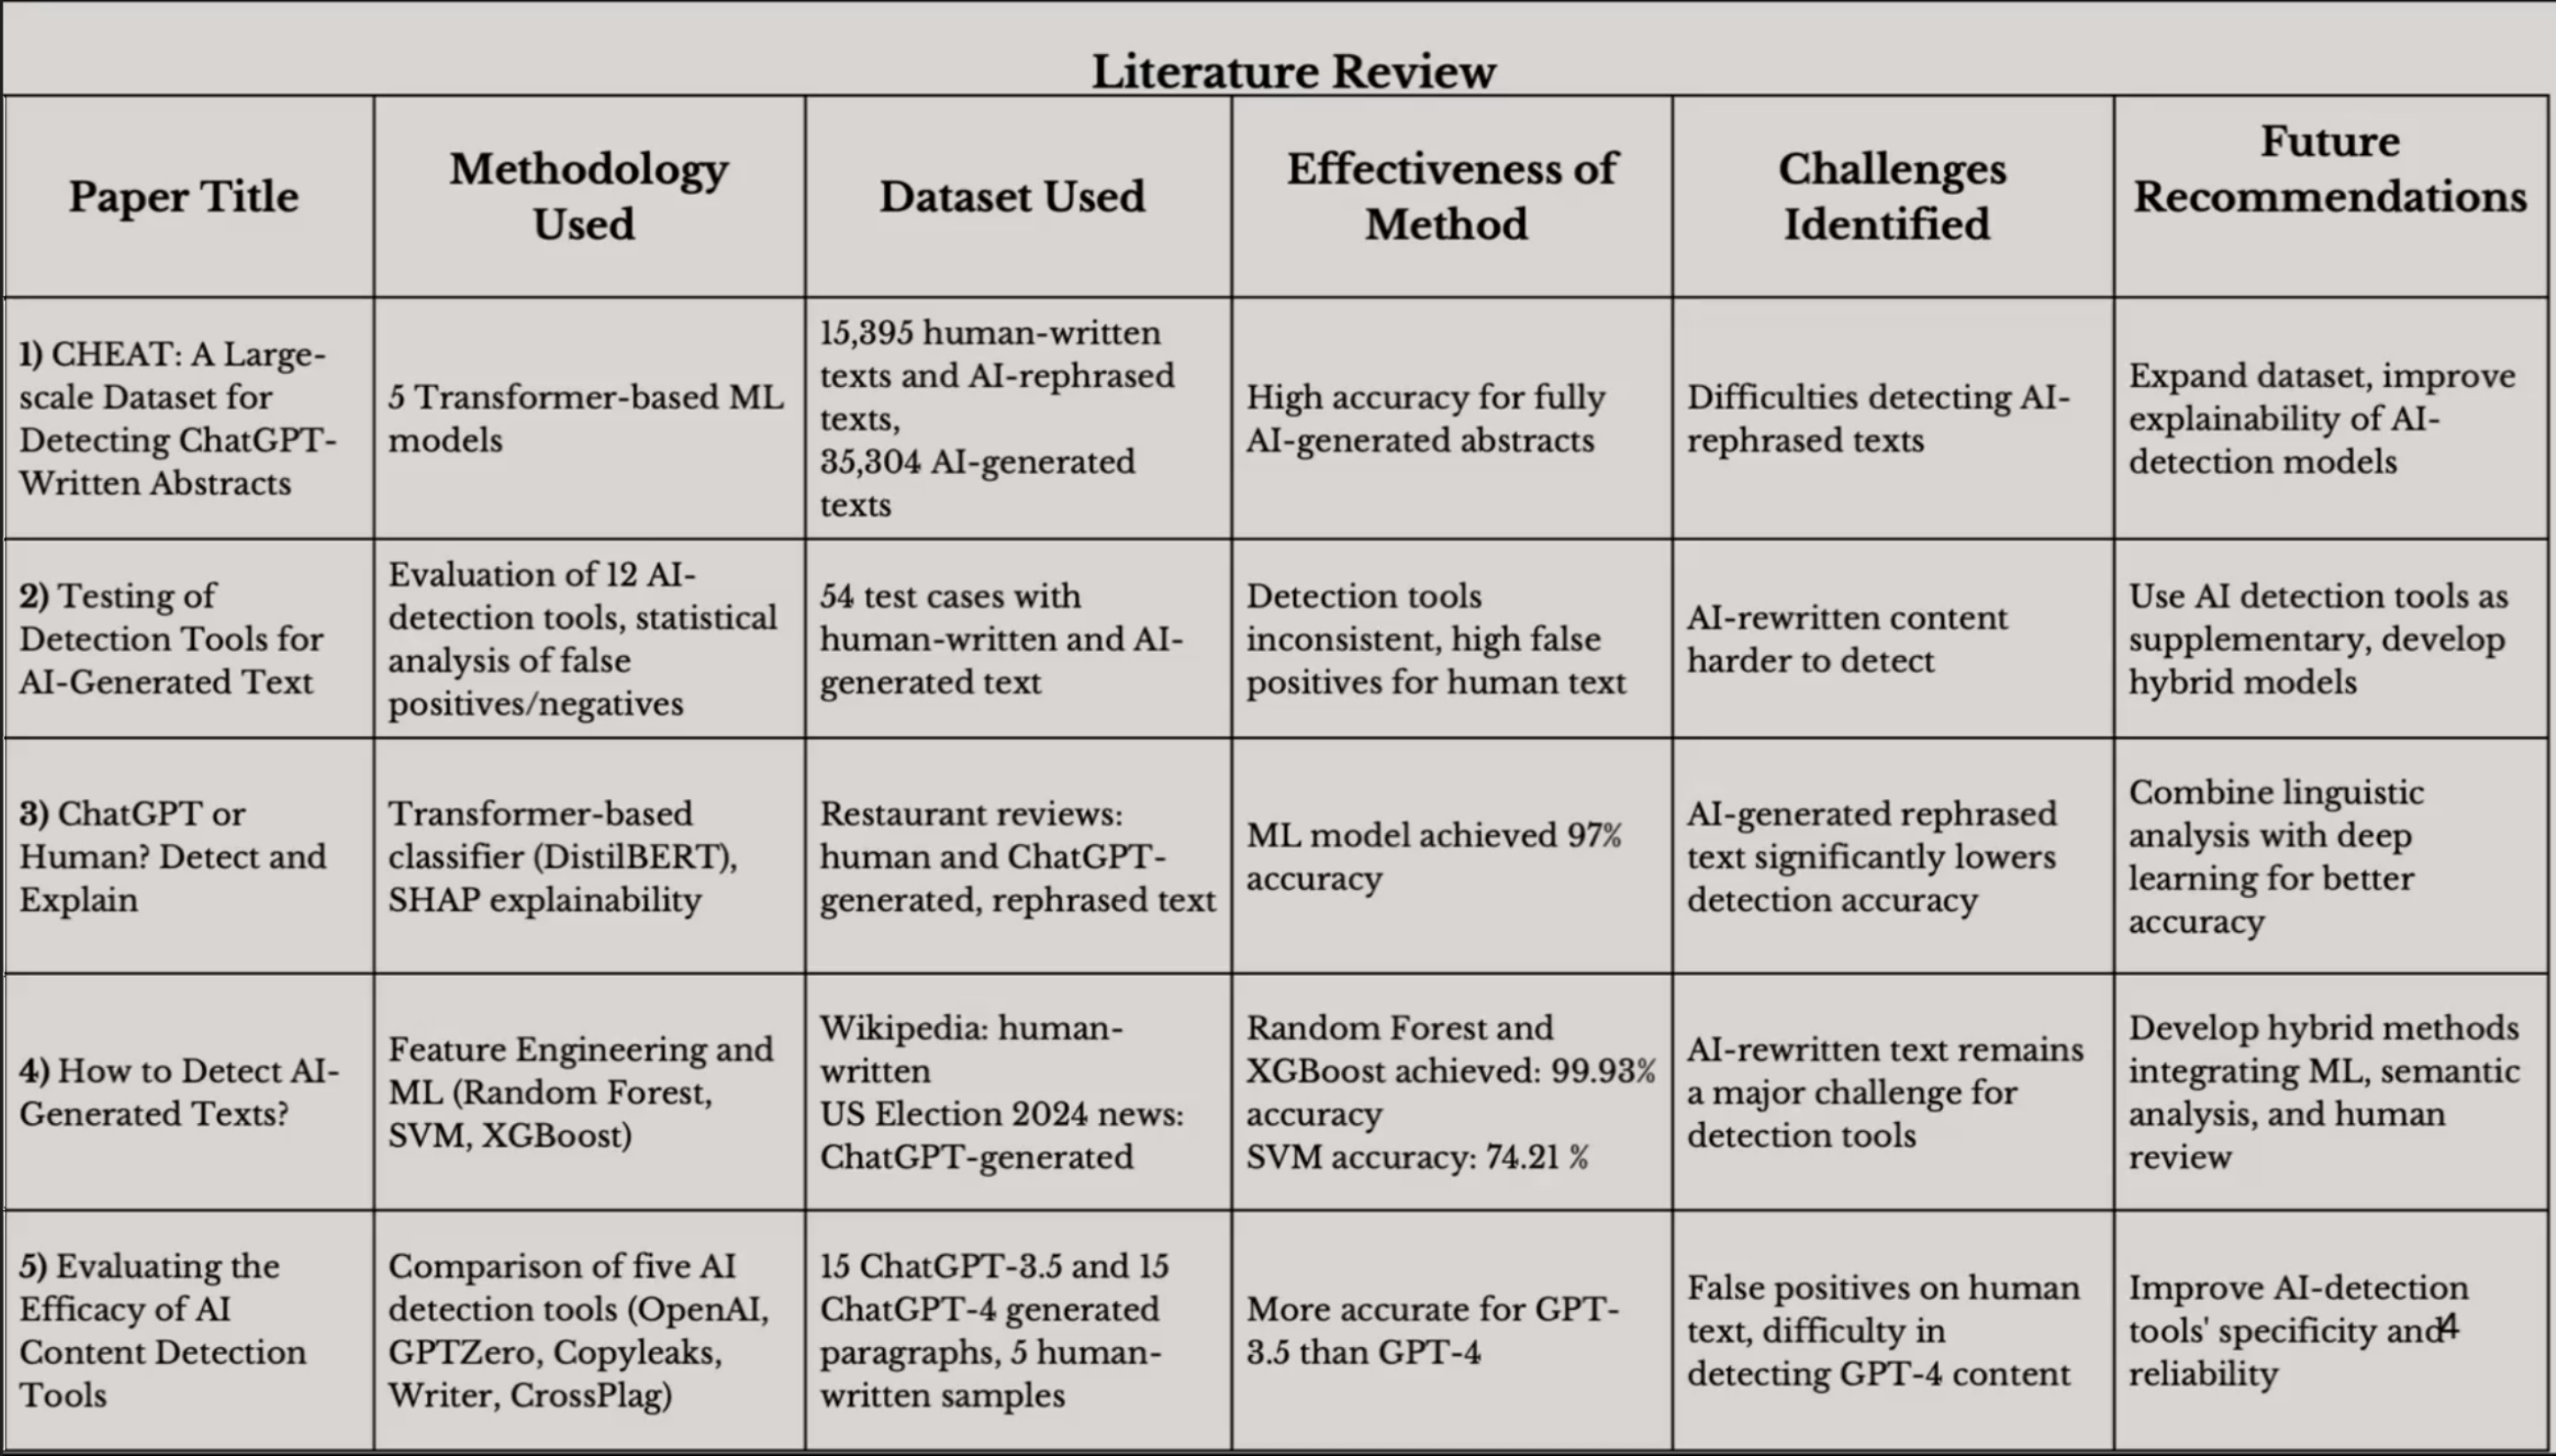 Literature Review
Paper Title
Methodology
Used
Dataset Used
Effectiveness of
Method
Challenges
Identified
Future
Recommendations
1) CHEAT: A Large-
scale Dataset for
Detecting ChatGPT-
Written Abstracts
5 Transformer-based ML
models
15,395 human-written
texts and AI-rephrased
texts,
35,304 AI-generated
texts
High accuracy for fully
AI-generated abstracts
Difficulties detecting AI-
rephrased texts
Expand dataset, improve
explainability of AI-
detection models
2) Testing of
Detection Tools for
AI-Generated Text
Evaluation of 12 AI-
detection tools, statistical
analysis of false
positives/negatives
54 test cases with
human-written and AI-
generated text
Detection tools
inconsistent, high false
positives for human text
AI-rewritten content
harder to detect
Use AI detection tools as
supplementary, develop
hybrid models
3) ChatGPT or
Human? Detect and
Explain
Transformer-based
classifier (DistilBERT),
SHAP explainability
Restaurant reviews:
human and ChatGPT-
generated, rephrased text
ML model achieved 97%
accuracy
AI-generated rephrased
text significantly lowers
detection accuracy
Combine linguistic
analysis with deep
learning for better
accuracy
4) How to Detect AI-
Generated Texts?
Feature Engineering and
ML (Random Forest,
SVM, XGBoost)
Wikipedia: human-
written
US Election 2024 news:
ChatGPT-generated
Random Forest and
XGBoost achieved: 99.93%
accuracy
SVM accuracy: 74.21 %
AI-rewritten text remains
a major challenge for
detection tools
Develop hybrid methods
integrating ML, semantic
analysis, and human
review
5) Evaluating the
Efficacy of AI
Content Detection
Tools
Comparison of five AI
detection tools (OpenAI,
GPTZero, Copyleaks,
Writer, CrossPlag)
15 ChatGPT-3.5 and 15
ChatGPT-4 generated
paragraphs, 5 human-
written samples
More accurate for GPT-
3.5 than GPT-4
False positives on human
text, difficulty in
detecting GPT-4 content
Improve AI-detection
tools' specificity and
reliability
4